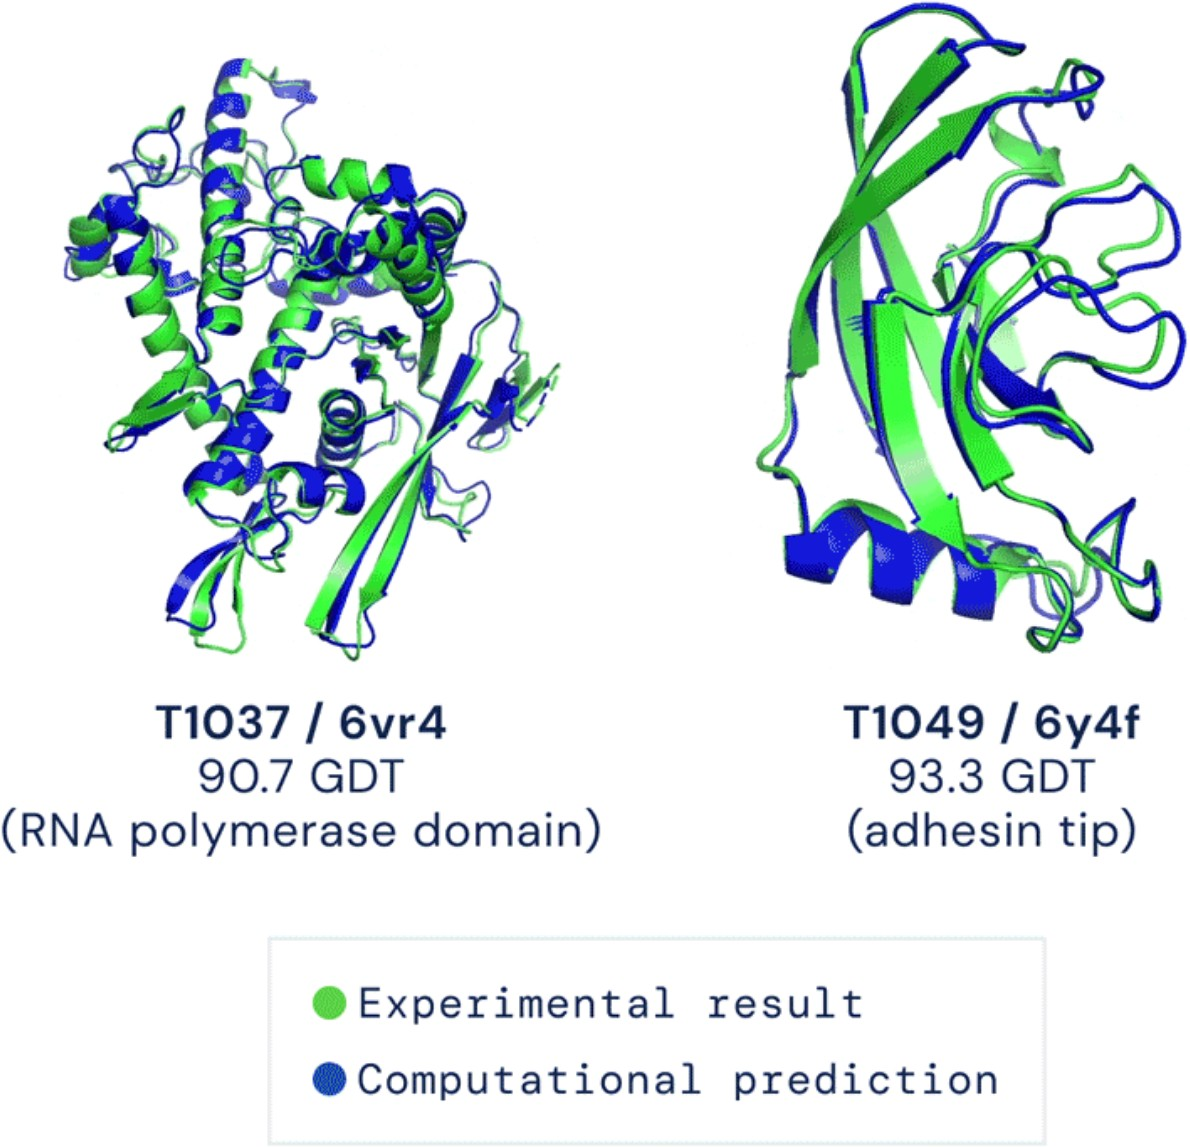 T1037 / 6vr4
90.7 GDT
(RNA polymerase domain)
T1049 / 6y4f
93.3 GDT
(adhesin tip)
Experimental result
Computational prediction